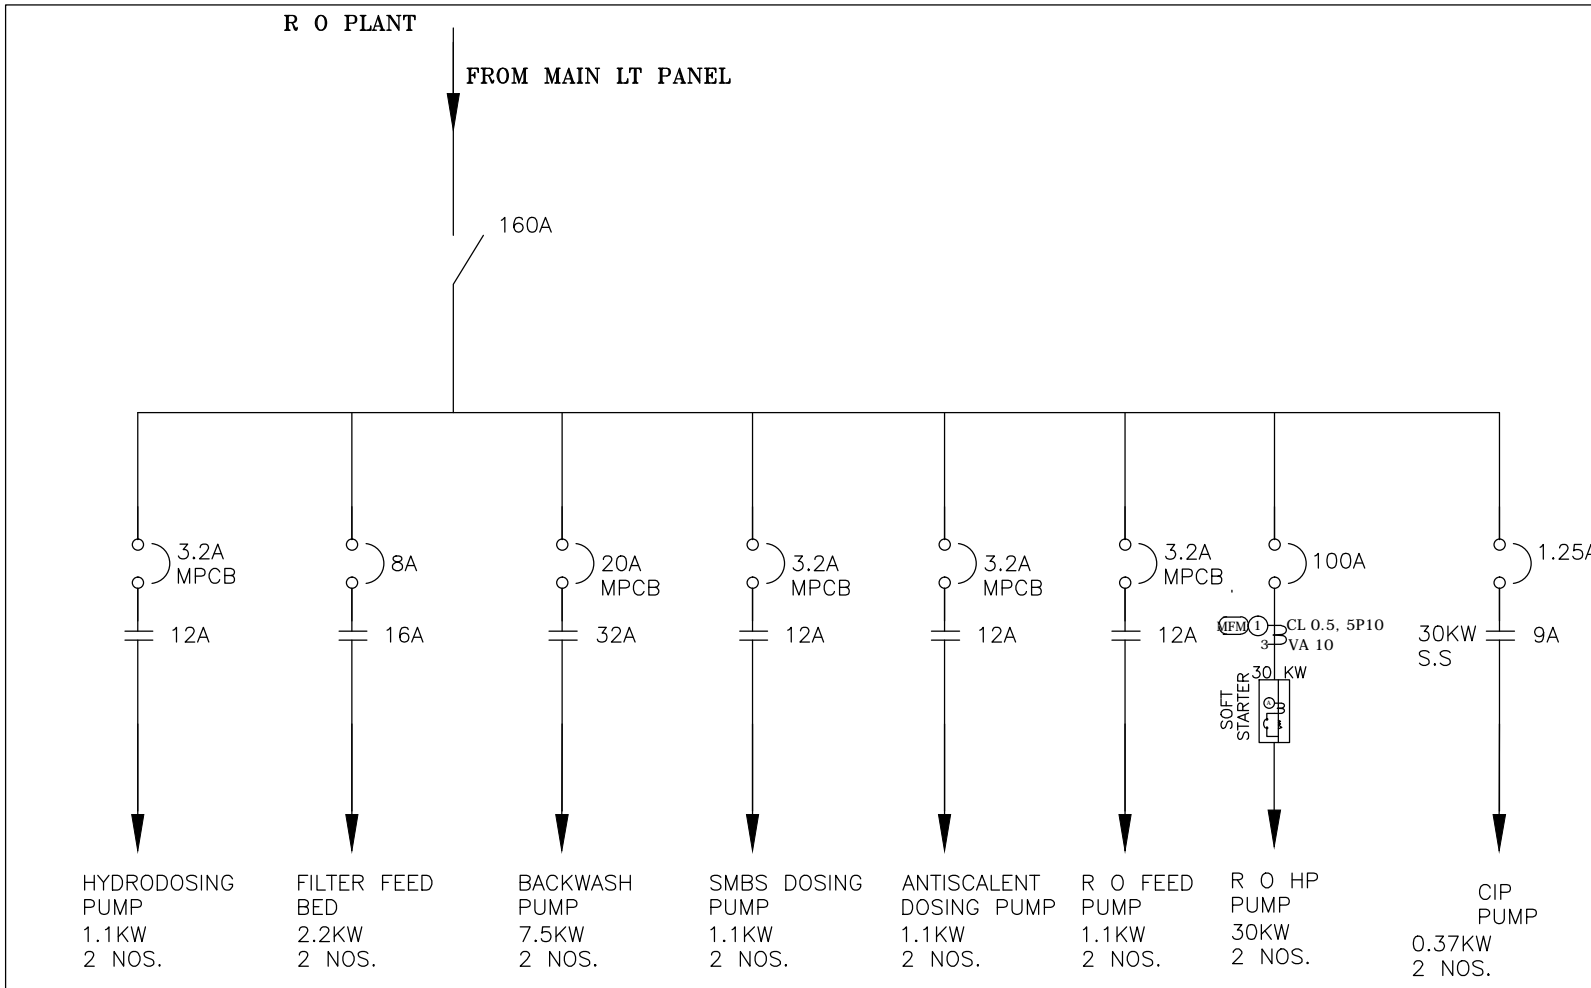 R O PLANT
FROM MAIN LT PANEL
160A
3.2A
MPCB
12A
8A
16A
20A
MPCB
32A
3.2A
MPCB
12A
3.2A
MPCB
12A
3.2A
MPCB
12A
100A
MFM 1
CL 0.5, 5P10
3 VA 10
30 KW
SOFT
STARTER
A
1.25A
30KW
S.S
9A
HYDRODOSING
PUMP
1.1KW
2 NOS.
FILTER FEED
BED
2.2KW
2 NOS.
BACKWASH
PUMP
7.5KW
2 NOS.
SMBS DOSING
PUMP
1.1KW
2 NOS.
ANTISCALENT
DOSING PUMP
1.1KW
2 NOS.
R O FEED
PUMP
1.1KW
2 NOS.
R O HP
PUMP
30KW
2 NOS.
CIP
PUMP
0.37KW
2 NOS.